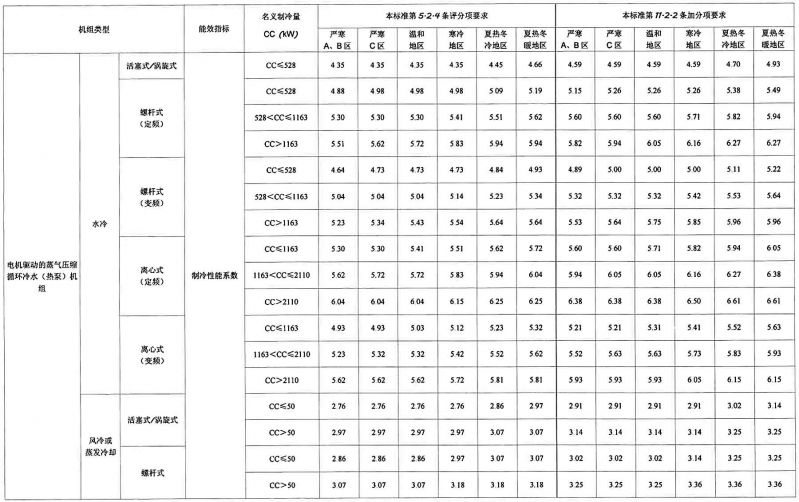 机组类型 能效指标 名义制冷量 CC (kW) 本标准第 5·2·4 条评分项要求 本标准第 11-2-2 条加分项要求
严寒 A、B 区 严寒 C 区 温和地区 寒冷地区 夏热冬冷地区 夏热冬暖地区 严寒 A、B 区 严寒 C 区 温和地区 寒冷地区 夏热冬冷地区 夏热冬暖地区
电机驱动的蒸气压缩循环冷水（热泵）机组 水冷 活塞式/涡旋式 制冷性能系数 CC≤528 4.35 4.35 4.35 4.35 4.45 4.66 4.59 4.59 4.59 4.59 4.70 4.93
螺杆式（定频） CC≤528 4.88 4.98 4.98 4.98 5.09 5.19 5.15 5.26 5.26 5.26 5.38 5.49
528<CC≤1163 5.30 5.30 5.30 5.41 5.51 5.62 5.60 5.60 5.60 5.71 5.82 5.94
CC>1163 5.51 5.62 5.72 5.83 5.94 5.94 5.82 5.94 6.05 6.16 6.27 6.27
螺杆式（变频） CC≤528 4.64 4.73 4.73 4.73 4.84 4.93 4.89 5.00 5.00 5.00 5.11 5.22
528<CC≤1163 5.04 5.04 5.04 5.14 5.23 5.34 5.32 5.32 5.32 5.42 5.53 5.64
CC>1163 5.23 5.34 5.43 5.54 5.64 5.64 5.53 5.64 5.75 5.85 5.96 5.96
离心式（定频） CC≤1163 5.30 5.30 5.41 5.51 5.62 5.72 5.60 5.60 5.71 5.82 5.94 6.05
1163<CC≤2110 5.62 5.72 5.72 5.83 5.94 6.04 5.94 6.05 6.05 6.16 6.27 6.38
CC>2110 6.04 6.04 6.04 6.15 6.25 6.25 6.38 6.38 6.38 6.50 6.61 6.61
离心式（变频） CC≤1163 4.93 4.93 5.03 5.12 5.23 5.32 5.21 5.21 5.31 5.41 5.52 5.63
1163<CC≤2110 5.23 5.32 5.32 5.42 5.52 5.62 5.52 5.63 5.63 5.73 5.83 5.93
CC>2110 5.62 5.62 5.62 5.72 5.81 5.81 5.93 5.93 5.93 6.05 6.15 6.15
风冷或蒸发冷却 活塞式/涡旋式 CC≤50 2.76 2.76 2.76 2.76 2.86 2.97 2.91 2.91 2.91 2.91 3.02 3.14
CC>50 2.97 2.97 2.97 2.97 3.07 3.07 3.14 3.14 3.14 3.14 3.25 3.25
螺杆式 CC≤50 2.86 2.86 2.86 2.97 3.07 3.07 3.02 3.02 3.02 3.14 3.25 3.25
CC>50 3.07 3.07 3.07 3.18 3.18 3.18 3.25 3.25 3.25 3.36 3.36 3.36